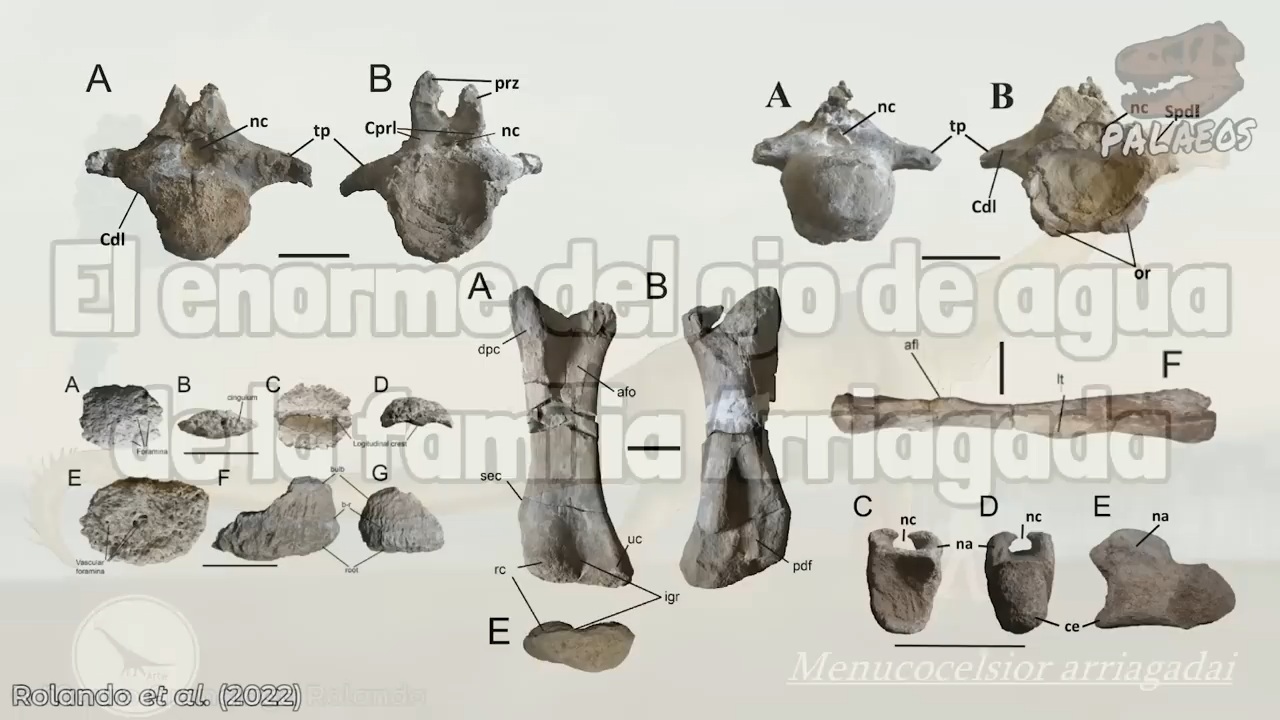 A
B
prz
nc
Cprl
nc
tp
Cdl
A
B
nc
tp
nc
Spdl
Cdl
or
PALAEOS
El enorme del ojo de agua
de la familia Arriagada
A
B
C
D
cingulum
Foramina
Logitudinal crest
E
F
G
bulb
b-r
Vascular
foramina
root
A
B
dpc
afo
sec
uc
rc
pdf
igr
E
afl
lt
F
C
D
E
nc
nc
na
na
ce
Menucocelsior arriagadai
Rolando et al. (2022)